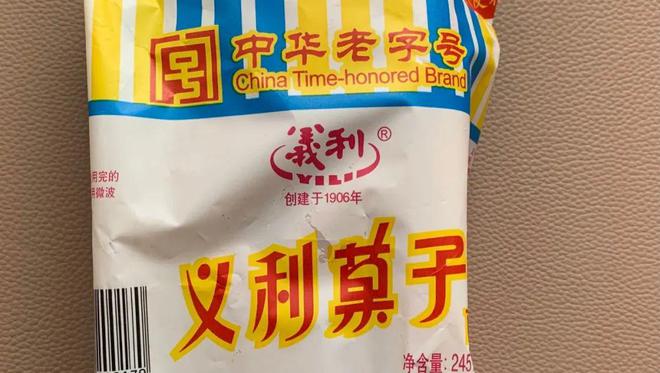 中华老字号
China Time-honored Brand
義利®
YILI
创建于1906年
用完的
微波
义利菓子
净含量: 245